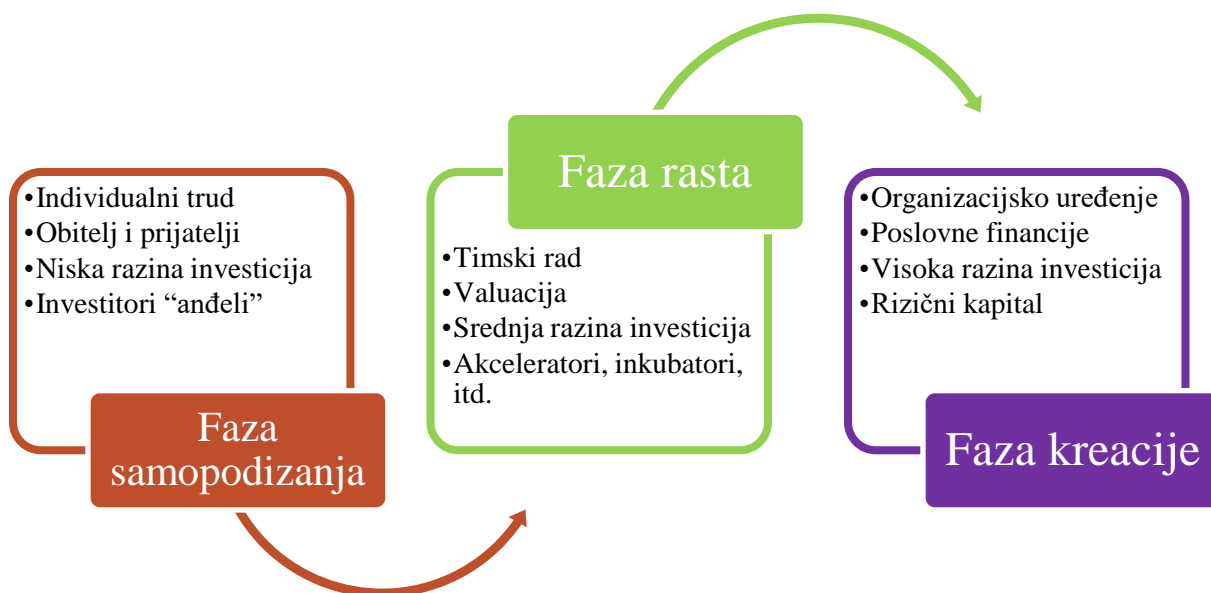 •Individualni trud
•Obitelj i prijatelji
•Niska razina investicija
•Investitori “anđeli”
Faza
samopodizanja
Faza rasta
•Timski rad
•Valuacija
•Srednja razina investicija
•Akceleratori, inkubatori,
itd.
•Organizacijsko uređenje
•Poslovne financije
•Visoka razina investicija
•Rizični kapital
Faza kreacije